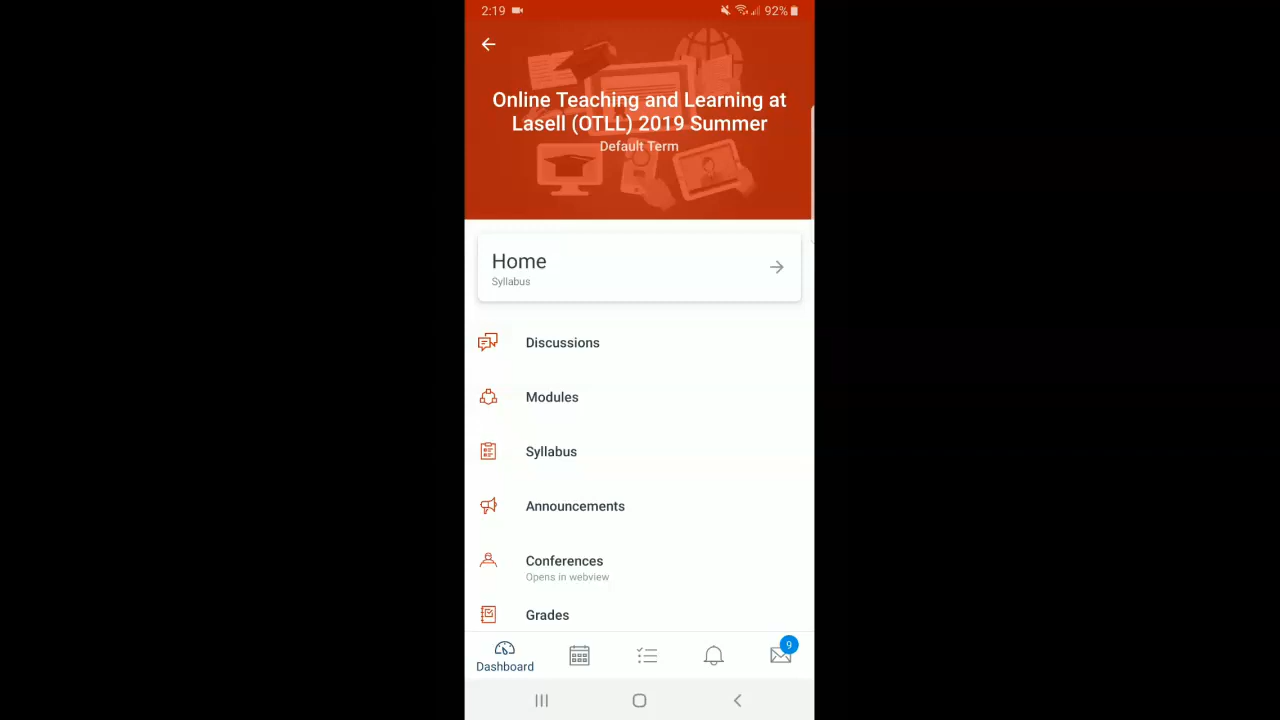 2:19
92%
Online Teaching and Learning at
Lasell (OTLL) 2019 Summer
Default Term
Home
Syllabus
Discussions
Modules
Syllabus
Announcements
Conferences
Opens in webview
Grades
9
Dashboard